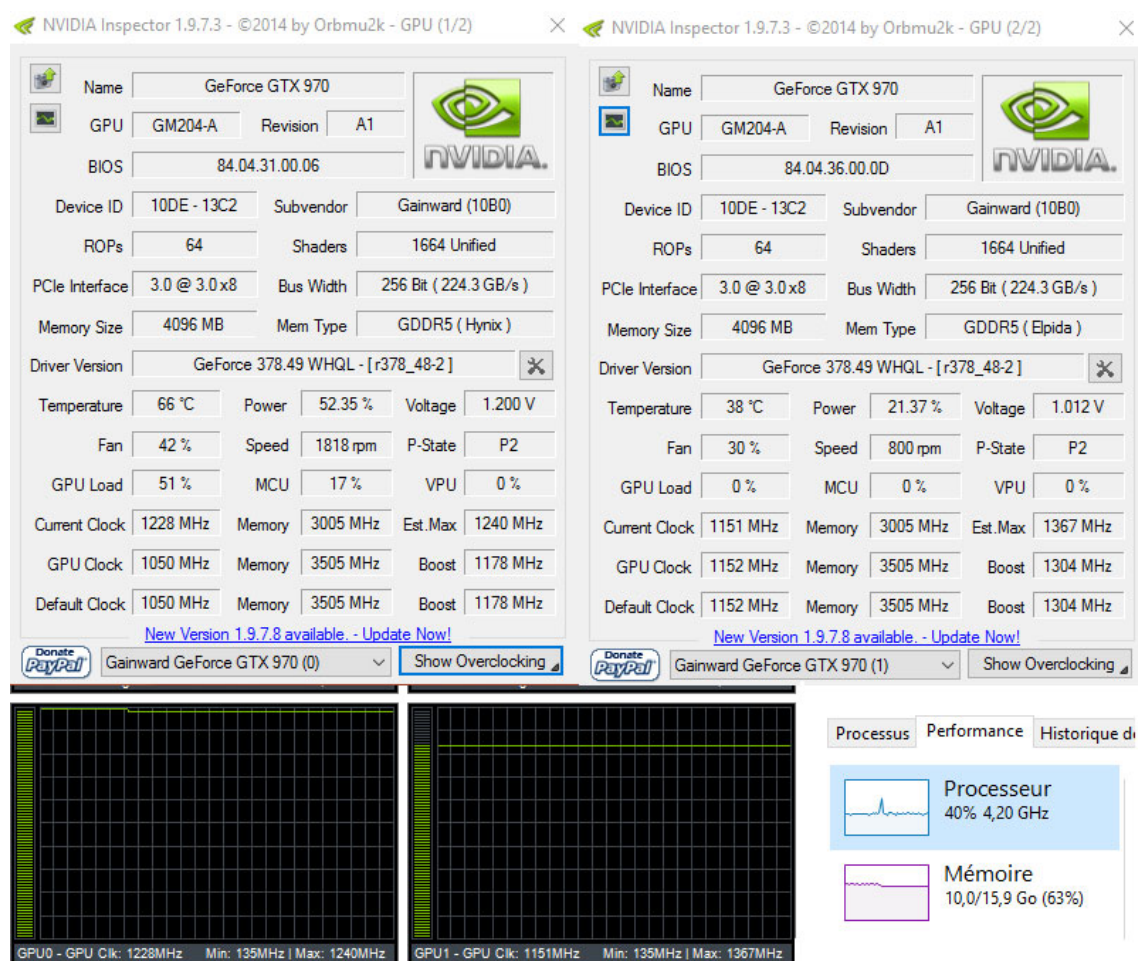 NVIDIA Inspector 1.9.7.3 - ©2014 by Orbmu2k - GPU (1/2)
Name GeForce GTX 970
GPU GM204-A Revision A1
BIOS 84.04.31.00.06
NVIDIA.
Device ID 10DE - 13C2 Subvendor Gainward (10B0)
ROPs 64 Shaders 1664 Unified
PCIe Interface 3.0 @ 3.0 x8 Bus Width 256 Bit ( 224.3 GB/s )
Memory Size 4096 MB Mem Type GDDR5 ( Hynix )
Driver Version GeForce 378.49 WHQL - [ r378_48-2 ]
Temperature 66 °C Power 52.35 % Voltage 1.200 V
Fan 42 % Speed 1818 rpm P-State P2
GPU Load 51 % MCU 17 % VPU 0 %
Current Clock 1228 MHz Memory 3005 MHz Est.Max 1240 MHz
GPU Clock 1050 MHz Memory 3505 MHz Boost 1178 MHz
Default Clock 1050 MHz Memory 3505 MHz Boost 1178 MHz
New Version 1.9.7.8 available. - Update Now!
Donate
PayPal Gainward GeForce GTX 970 (0) Show Overclocking
NVIDIA Inspector 1.9.7.3 - ©2014 by Orbmu2k - GPU (2/2)
Name GeForce GTX 970
GPU GM204-A Revision A1
BIOS 84.04.36.00.0D
NVIDIA.
Device ID 10DE - 13C2 Subvendor Gainward (10B0)
ROPs 64 Shaders 1664 Unified
PCIe Interface 3.0 @ 3.0 x8 Bus Width 256 Bit ( 224.3 GB/s )
Memory Size 4096 MB Mem Type GDDR5 ( Elpida )
Driver Version GeForce 378.49 WHQL - [ r378_48-2 ]
Temperature 38 °C Power 21.37 % Voltage 1.012 V
Fan 30 % Speed 800 rpm P-State P2
GPU Load 0 % MCU 0 % VPU 0 %
Current Clock 1151 MHz Memory 3005 MHz Est.Max 1367 MHz
GPU Clock 1152 MHz Memory 3505 MHz Boost 1304 MHz
Default Clock 1152 MHz Memory 3505 MHz Boost 1304 MHz
New Version 1.9.7.8 available. - Update Now!
Donate
PayPal Gainward GeForce GTX 970 (1) Show Overclocking
GPU0 - GPU Clk: 1228MHz Min: 135MHz | Max: 1240MHz
GPU1 - GPU Clk: 1151MHz Min: 135MHz | Max: 1367MHz
Processus Performance Historique d
Processeur
40% 4,20 GHz
Mémoire
10,0/15,9 Go (63%)